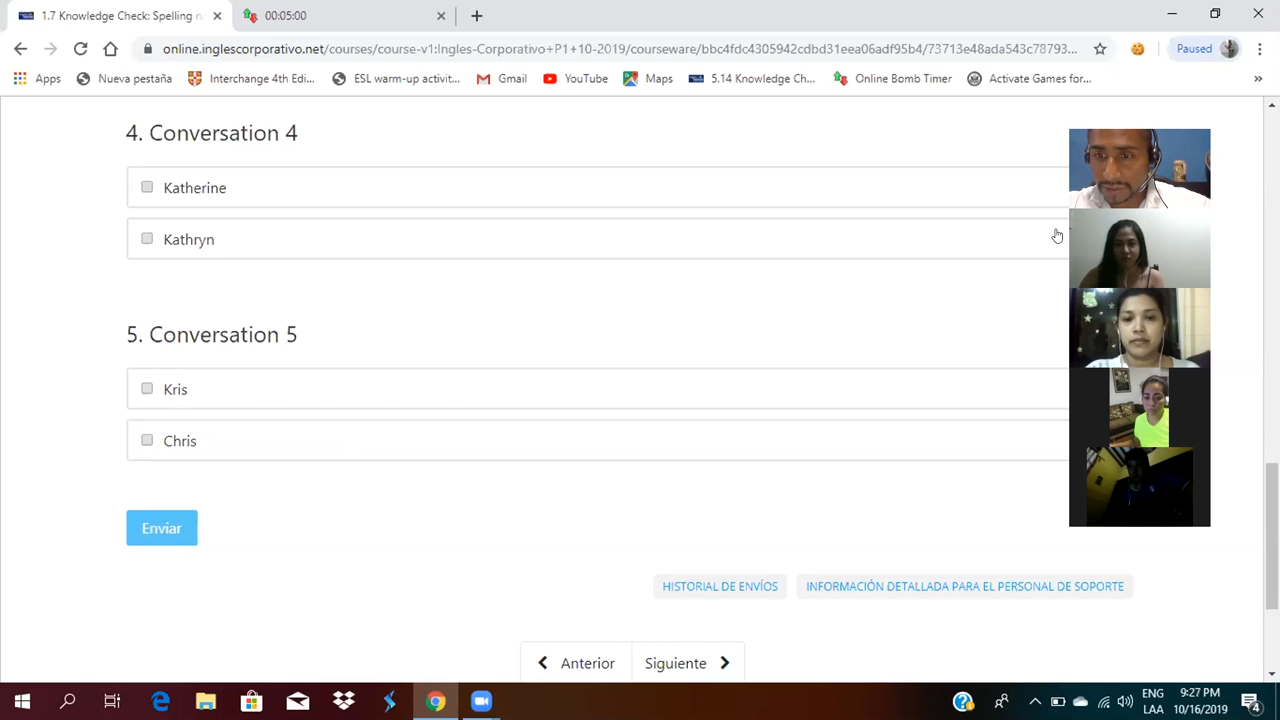 1.7 Knowledge Check: Spelling n
00:05:00
online.inglescorporativo.net/courses/course-v1:Ingles-Corporativo+P1+10-2019/courseware/bbc4fdc4305942cdbd31eea06adf95b4/73713e48ada543c78793...
Paused
Apps
Nueva pestaña
Interchange 4th Edi...
ESL warm-up activit...
Gmail
YouTube
Maps
5.14 Knowledge Ch...
Online Bomb Timer
Activate Games for...
»
4. Conversation 4
Katherine
Kathryn
5. Conversation 5
Kris
Chris
Enviar
HISTORIAL DE ENVÍOS
INFORMACIÓN DETALLADA PARA EL PERSONAL DE SOPORTE
Anterior
Siguiente
ENG
LAA
9:27 PM
10/16/2019
4